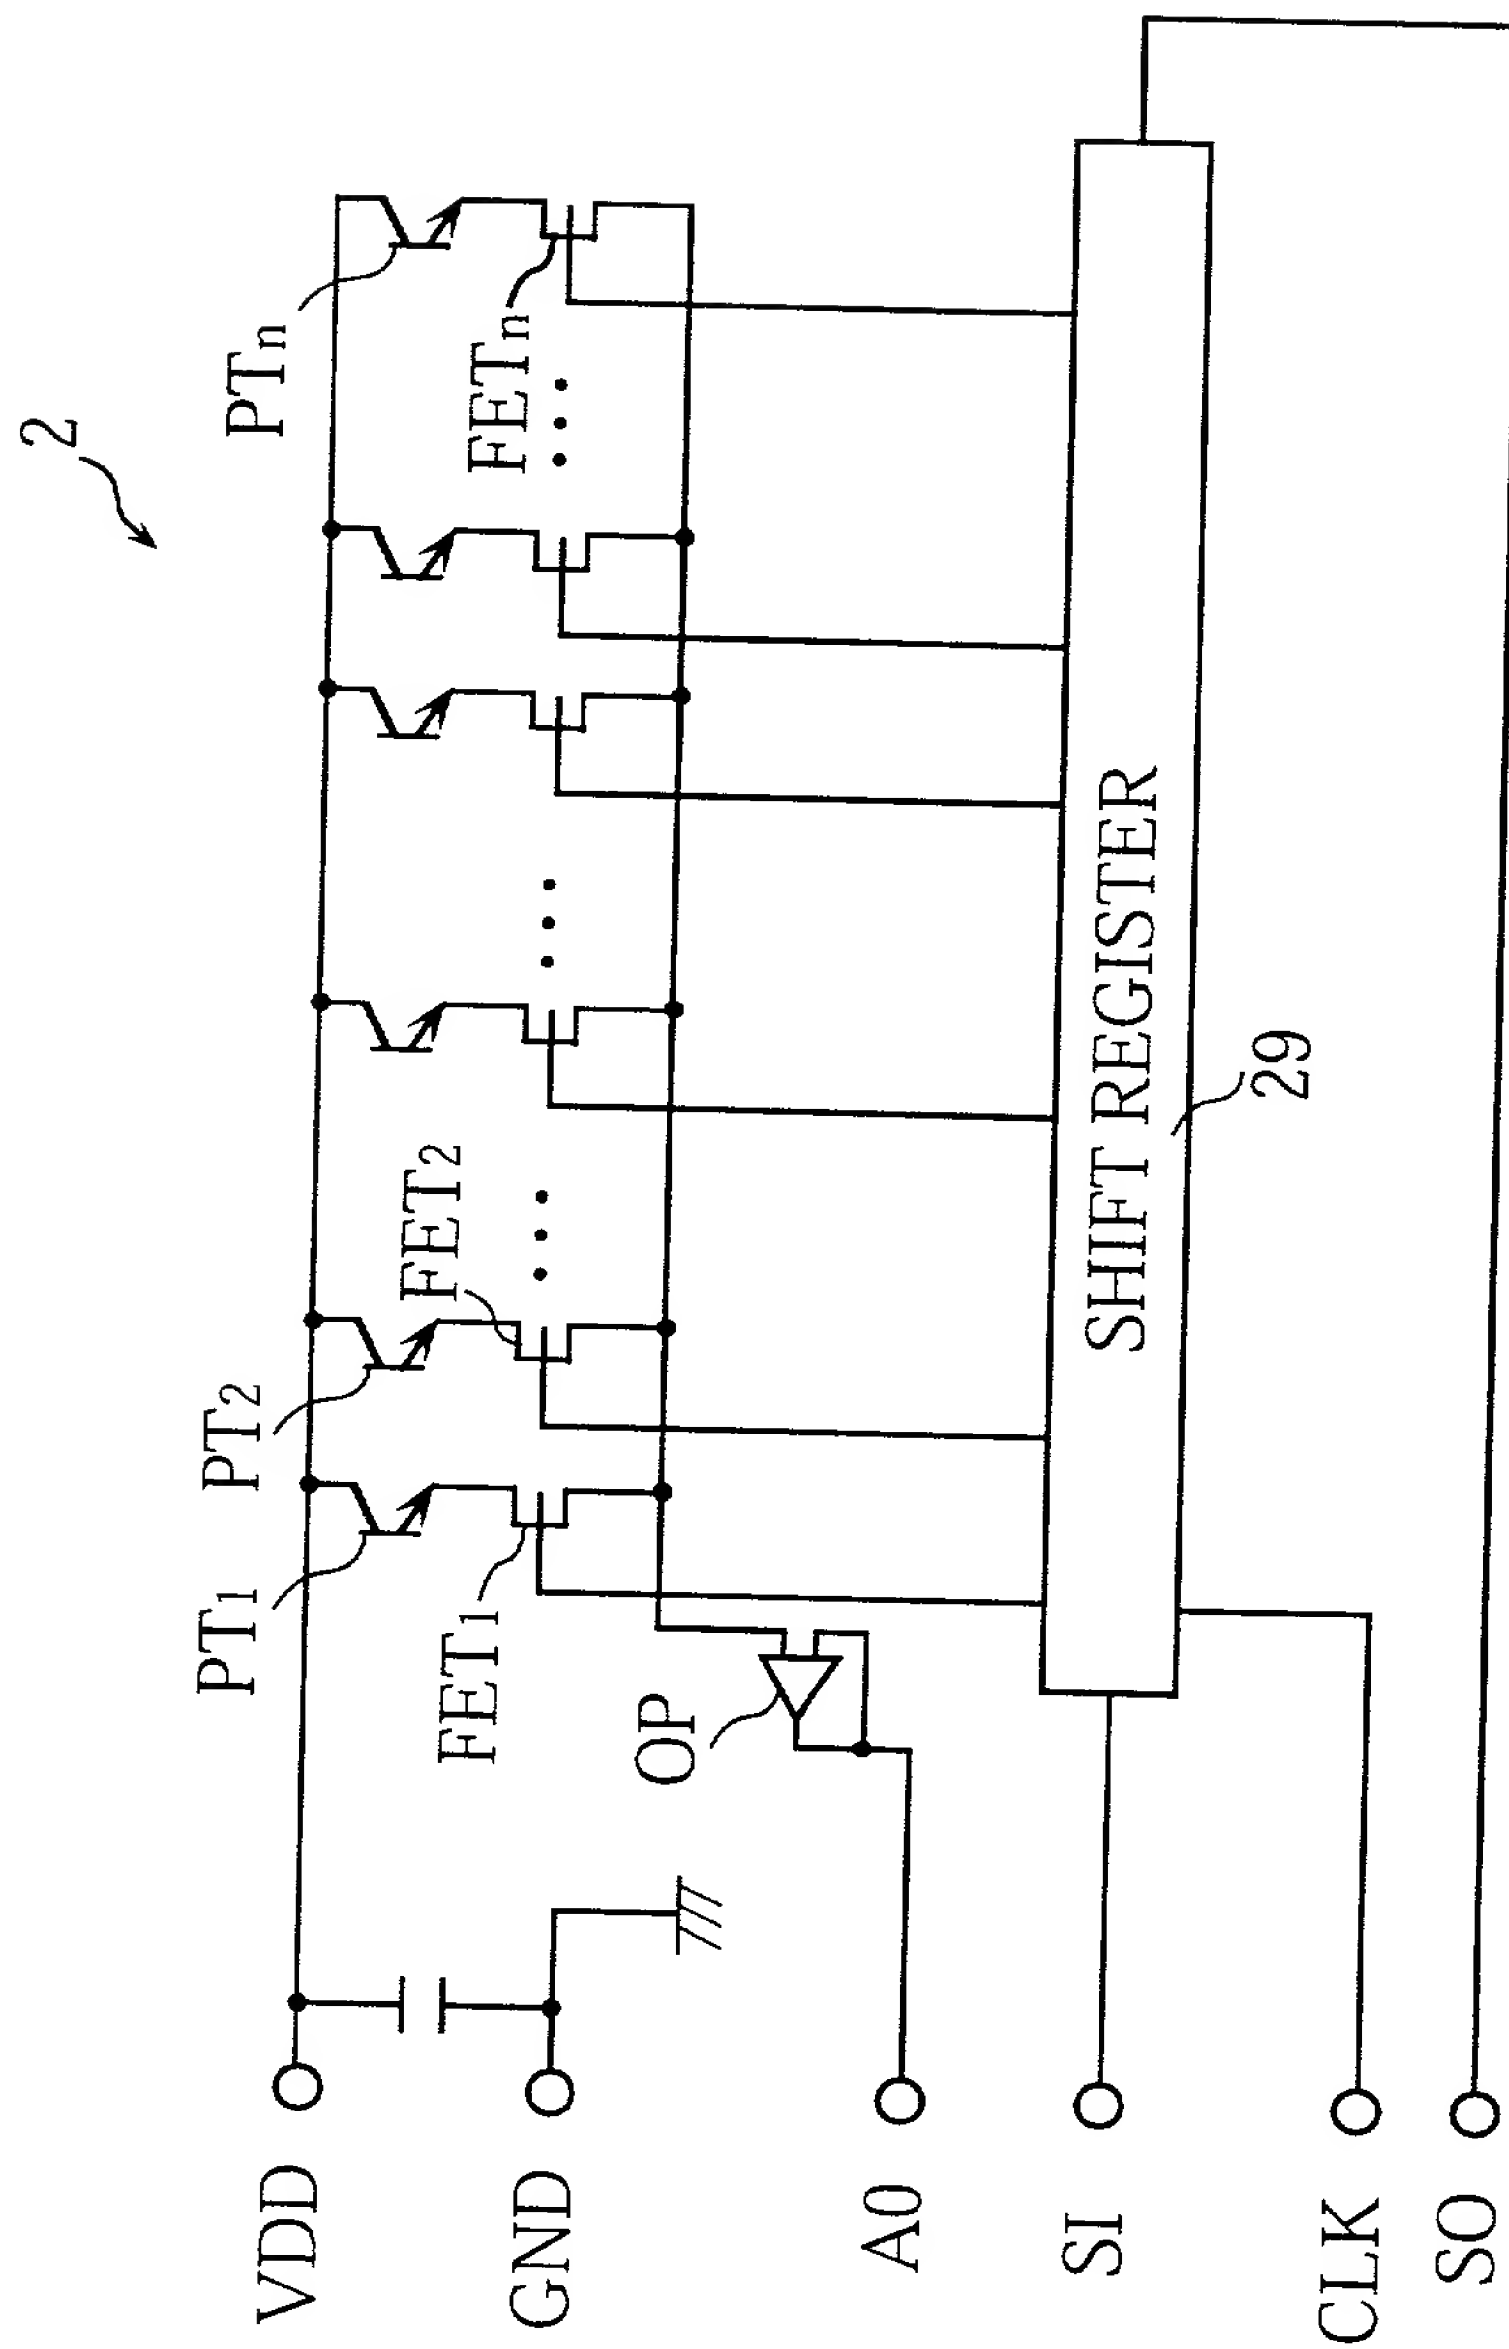 2
PT1
PT2
PTn
FET1
FET2
FETn
OP
SHIFT REGISTER
29
VDD
GND
A0
SI
CLK
SO